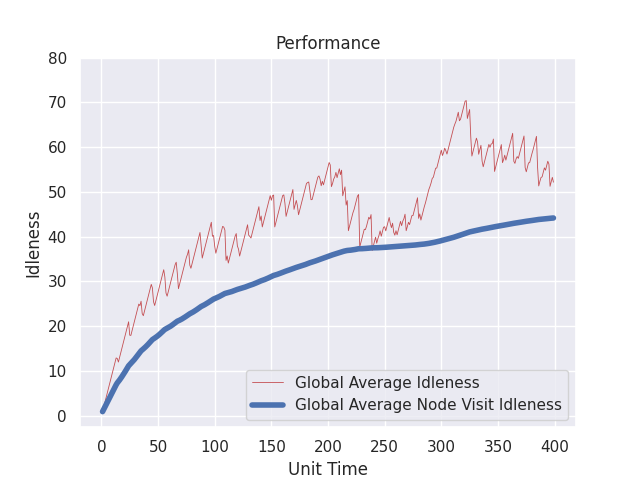 Performance
80
70
60
50
40
30
20
10
0
Idleness
Global Average Idleness
Global Average Node Visit Idleness
0 50 100 150 200 250 300 350 400
Unit Time